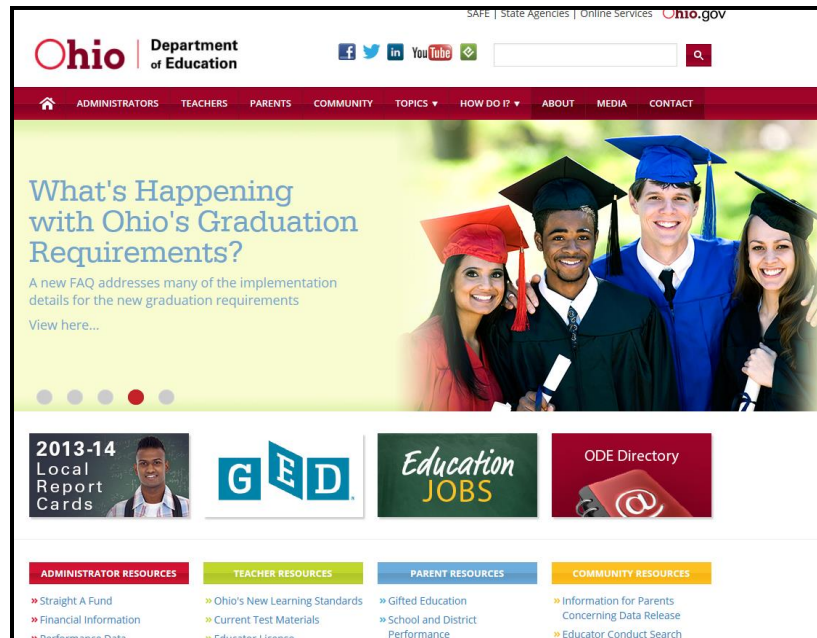 SAFE | State Agencies | Online Services Ohio.gov
Ohio Department
of Education
You Tube
ADMINISTRATORS TEACHERS PARENTS COMMUNITY TOPICS ▼ HOW DO I? ▼ ABOUT MEDIA CONTACT
What's Happening
with Ohio's Graduation
Requirements?
A new FAQ addresses many of the implementation
details for the new graduation requirements
View here...
2013-14
Local
Report
Cards
GED
Education
JOBS
ODE Directory
@
ADMINISTRATOR RESOURCES
» Straight A Fund
» Financial Information
» Performance Data
TEACHER RESOURCES
» Ohio's New Learning Standards
» Current Test Materials
» Educator License
PARENT RESOURCES
» Gifted Education
» School and District
Performance
COMMUNITY RESOURCES
» Information for Parents
Concerning Data Release
» Educator Conduct Search